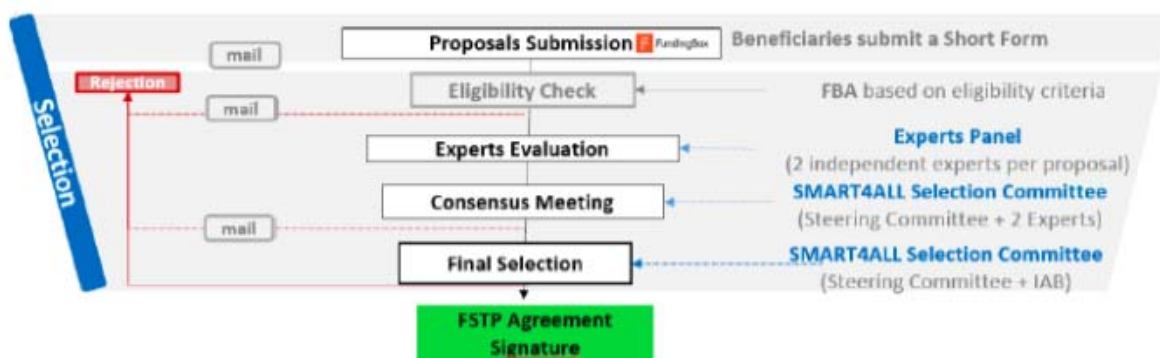 Proposals Submission FundingBox Beneficiaries submit a Short Form
mail
Rejection
Eligibility Check FBA based on eligibility criteria
mail
Selection
Experts Evaluation Experts Panel
(2 independent experts per proposal)
Consensus Meeting SMART4ALL Selection Committee
(Steering Committee + 2 Experts)
mail
Final Selection SMART4ALL Selection Committee
(Steering Committee + IAB)
FSTP Agreement
Signature